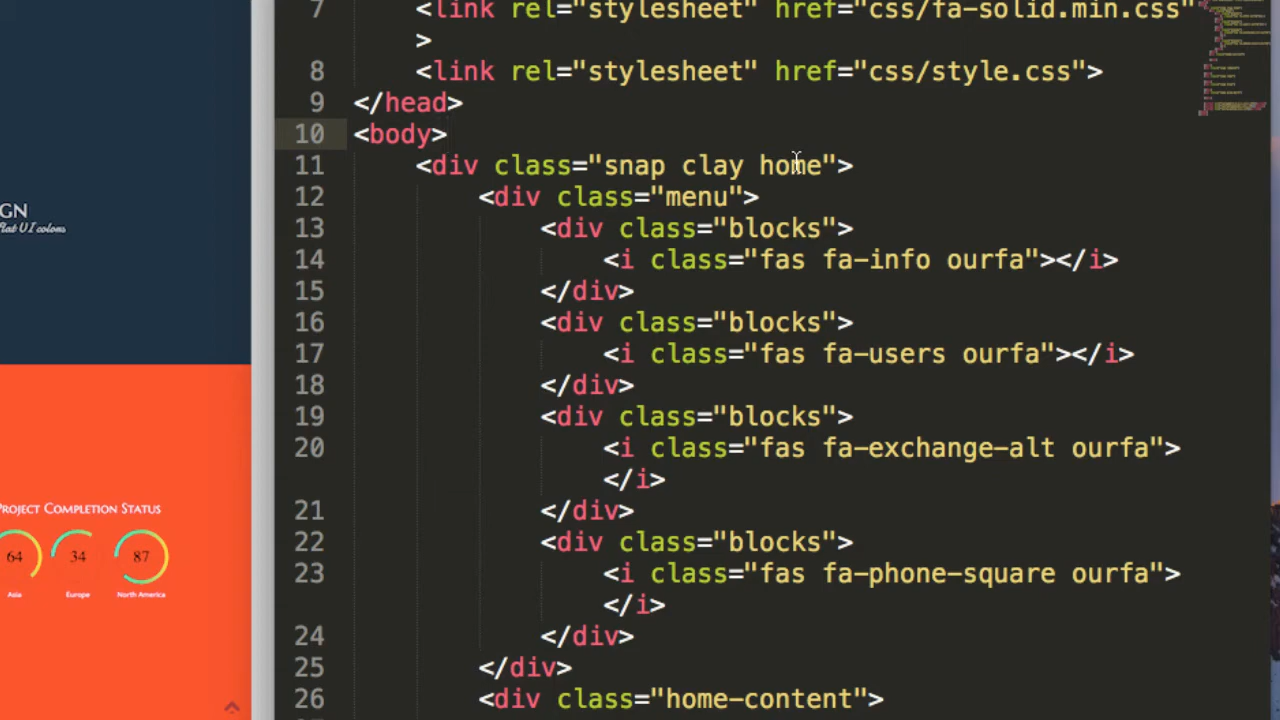 GN
flat UI colors
PROJECT COMPLETION STATUS
64 34 87
Asia Europe North America
7 <link rel="stylesheet" href="css/fa-solid.min.css"
>
8 <link rel="stylesheet" href="css/style.css">
9 </head>
10 <body>
11 <div class="snap clay home">
12 <div class="menu">
13 <div class="blocks">
14 <i class="fas fa-info ourfa"></i>
15 </div>
16 <div class="blocks">
17 <i class="fas fa-users ourfa"></i>
18 </div>
19 <div class="blocks">
20 <i class="fas fa-exchange-alt ourfa">
</i>
21 </div>
22 <div class="blocks">
23 <i class="fas fa-phone-square ourfa">
</i>
24 </div>
25 </div>
26 <div class="home-content">